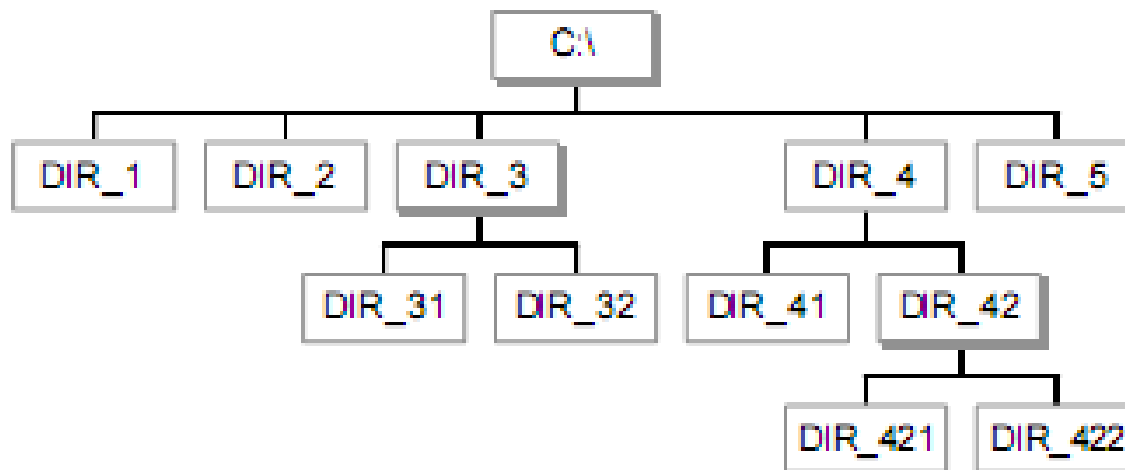 C:\
DIR_1 DIR_2 DIR_3 DIR_4 DIR_5
DIR_31 DIR_32 DIR_41 DIR_42
DIR_421 DIR_422